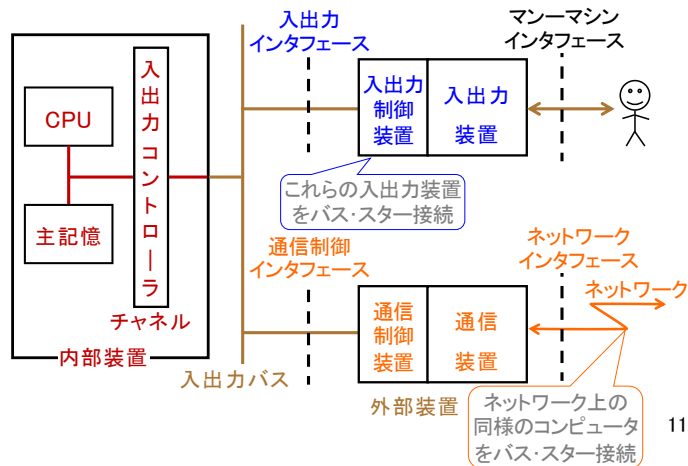 入出力
インタフェース
マンーマシン
インタフェース
CPU
主記憶
入出力コントローラ
チャネル
内部装置
入出力
制御
装置
入出力
装置
これらの入出力装置
をバス・スター接続
通信制御
インタフェース
ネットワーク
インタフェース
ネットワーク
通信
制御
装置
通信
装置
入出力バス
外部装置
ネットワーク上の
同様のコンピュータ
をバス・スター接続
11